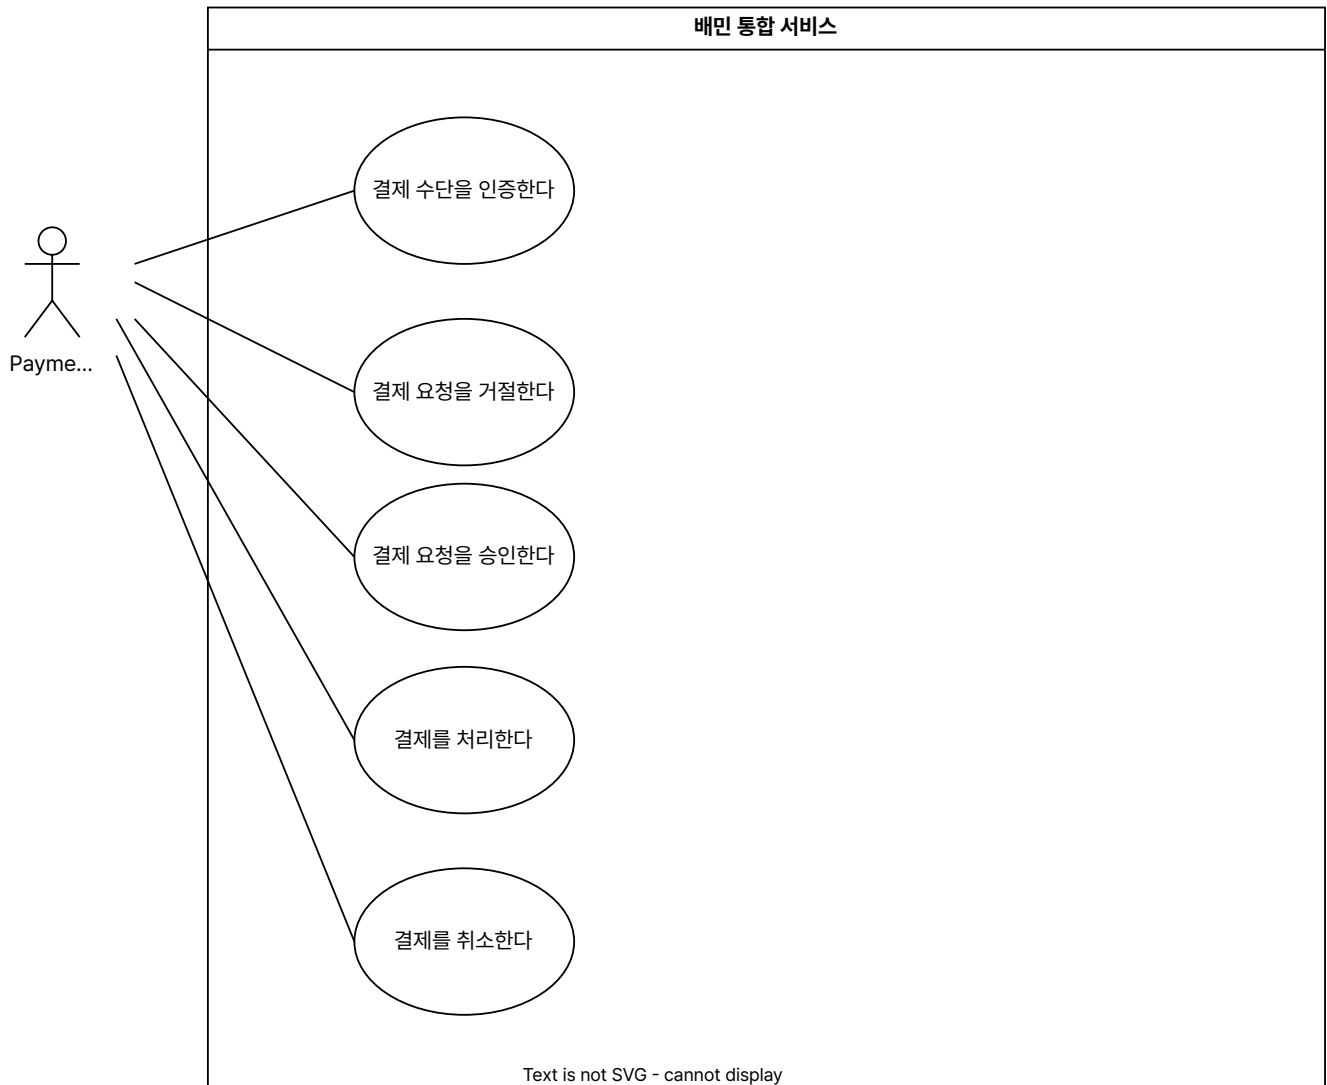 배민 통합 서비스
결제 수단을 인증한다
Payme...
결제 요청을 거절한다
결제 요청을 승인한다
결제를 처리한다
결제를 취소한다
Text is not SVG - cannot display